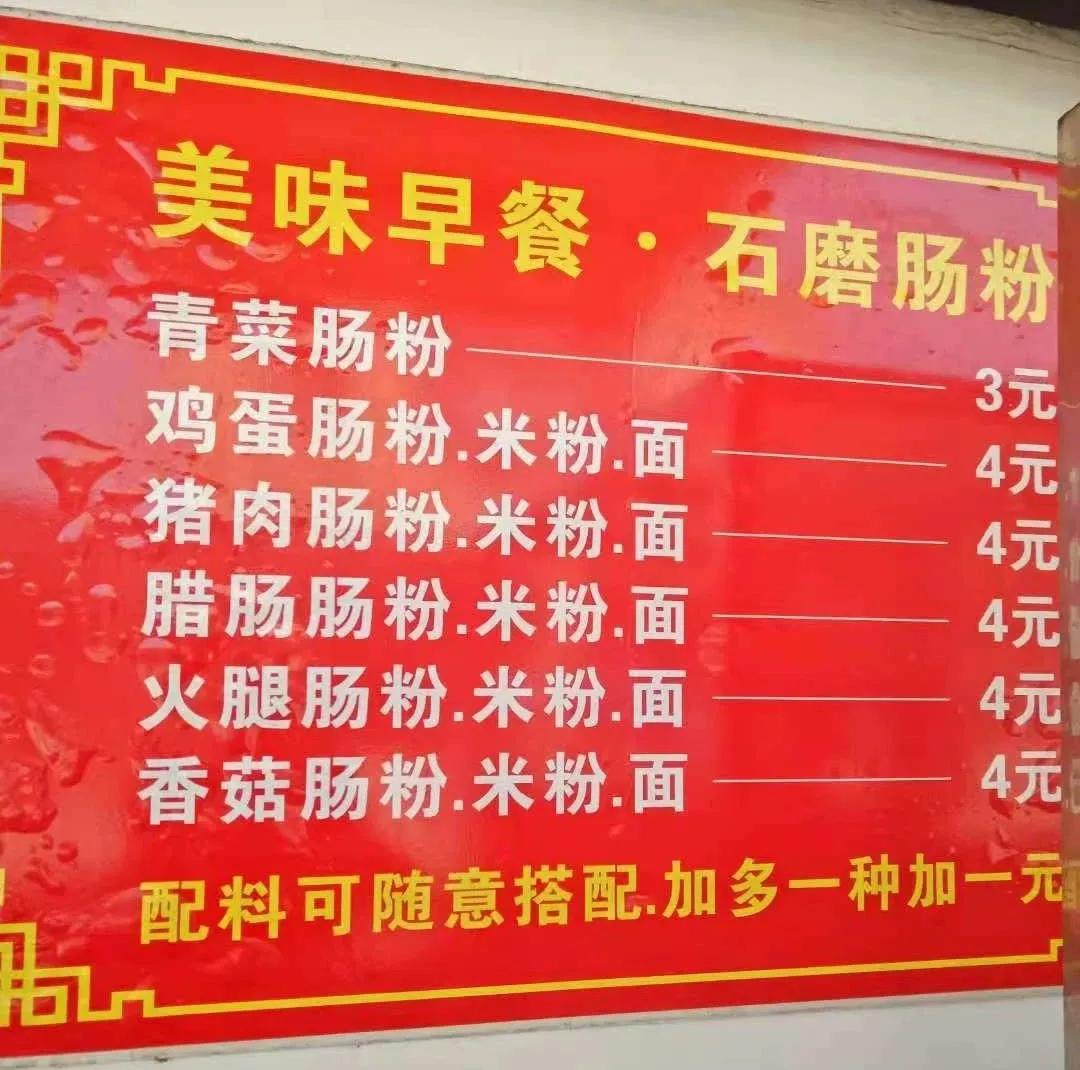 美味早餐·石磨肠粉
青菜肠粉 3元
鸡蛋肠粉.米粉.面 4元
猪肉肠粉.米粉.面 4元
腊肠肠粉.米粉.面 4元
火腿肠粉.米粉.面 4元
香菇肠粉.米粉.面 4元
配料可随意搭配.加多一种加一元